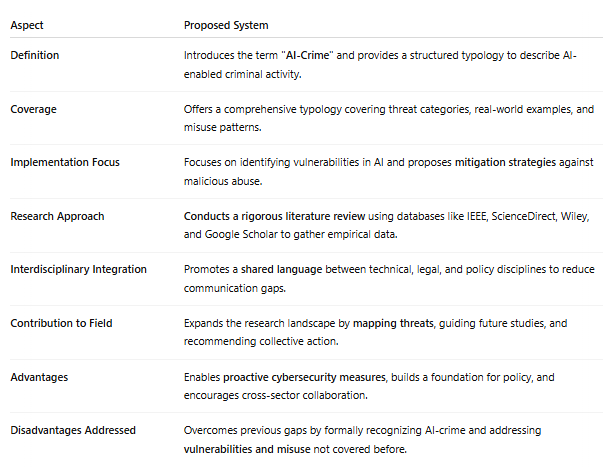 Aspect Proposed System
Definition Introduces the term "AI-Crime" and provides a structured typology to describe AI-
enabled criminal activity.
Coverage Offers a comprehensive typology covering threat categories, real-world examples, and
misuse patterns.
Implementation Focus Focuses on identifying vulnerabilities in AI and proposes mitigation strategies against
malicious abuse.
Research Approach Conducts a rigorous literature review using databases like IEEE, ScienceDirect, Wiley,
and Google Scholar to gather empirical data.
Interdisciplinary Integration Promotes a shared language between technical, legal, and policy disciplines to reduce
communication gaps.
Contribution to Field Expands the research landscape by mapping threats, guiding future studies, and
recommending collective action.
Advantages Enables proactive cybersecurity measures, builds a foundation for policy, and
encourages cross-sector collaboration.
Disadvantages Addressed Overcomes previous gaps by formally recognizing AI-crime and addressing
vulnerabilities and misuse not covered before.